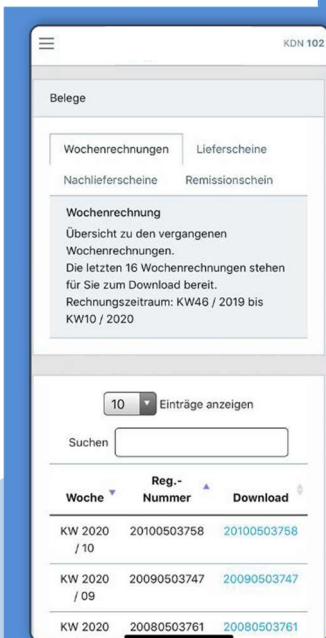 KDN 102
Belege
Wochenrechnungen Lieferscheine
Nachlieferscheine Remissionschein
Wochenrechnung
Übersicht zu den vergangenen
Wochenrechnungen.
Die letzten 16 Wochenrechnungen stehen
für Sie zum Download bereit.
Rechnungszeitraum: KW46 / 2019 bis
KW10 / 2020
10 Einträge anzeigen
Suchen
Woche Reg.-
Nummer Download
KW 2020
/ 10 20100503758 20100503758
KW 2020
/ 09 20090503747 20090503747
KW 2020 20080503761 20080503761